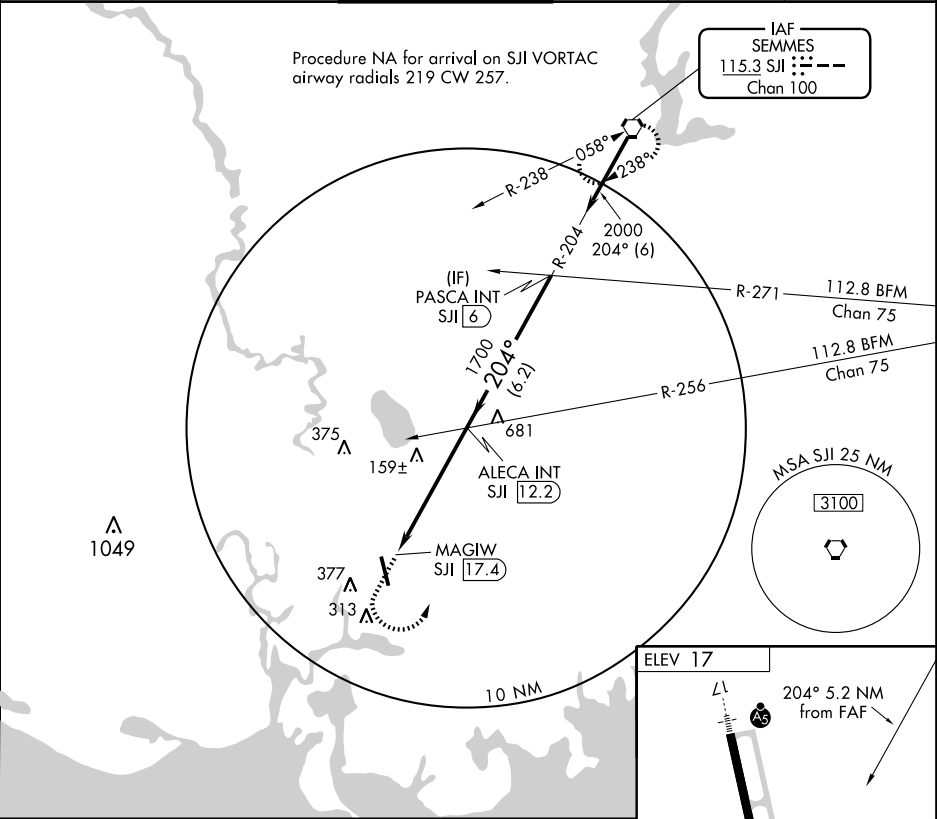 Procedure NA for arrival on SJI VORTAC
airway radials 219 CW 257.
IAF
SEMMES
115.3 SJI
Chan 100
R-238
058°
238°
2000
204° (6)
R-204
(IF)
PASCA INT
SJI 6
R-271
112.8 BFM
Chan 75
112.8 BFM
Chan 75
R-256
1700
204°
(6.2)
681
375
159±
ALECA INT
SJI 12.2
MSA SJI 25 NM
3100
1049
MAGIW
SJI 17.4
377
313
10 NM
ELEV 17
17
A5
204° 5.2 NM
from FAF